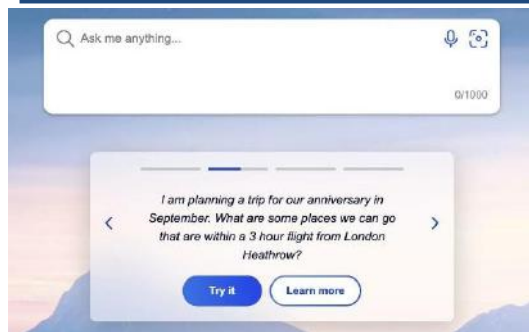 Ask me anything...
0/1000
I am planning a trip for our anniversary in
September. What are some places we can go
that are within a 3 hour flight from London
Heathrow?
Try it Learn more